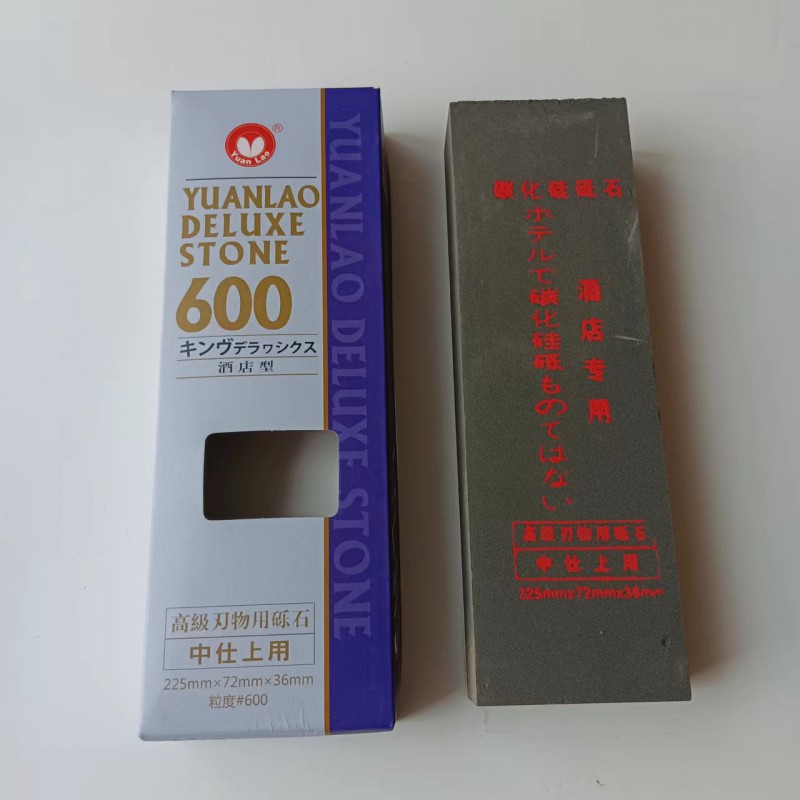 ®
Yuan Lao
YUANLAO
DELUXE
STONE
600
キンヴデラヮシクス
酒店型
高級刃物用砾石
中仕上用
225mm×72mm×36mm
粒度#600
YUANLAO DELUXE STONE
碳化硅砥石
ホテルで碳化硅砥ものではない
酒店专用
高級刃物用砾石
中仕上用
225mm×72mm×36mm